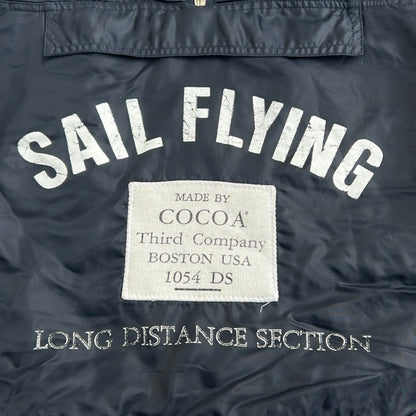 SAIL FLYING
MADE BY
COCOA®
Third Company
BOSTON USA
1054 DS
LONG DISTANCE SECTION